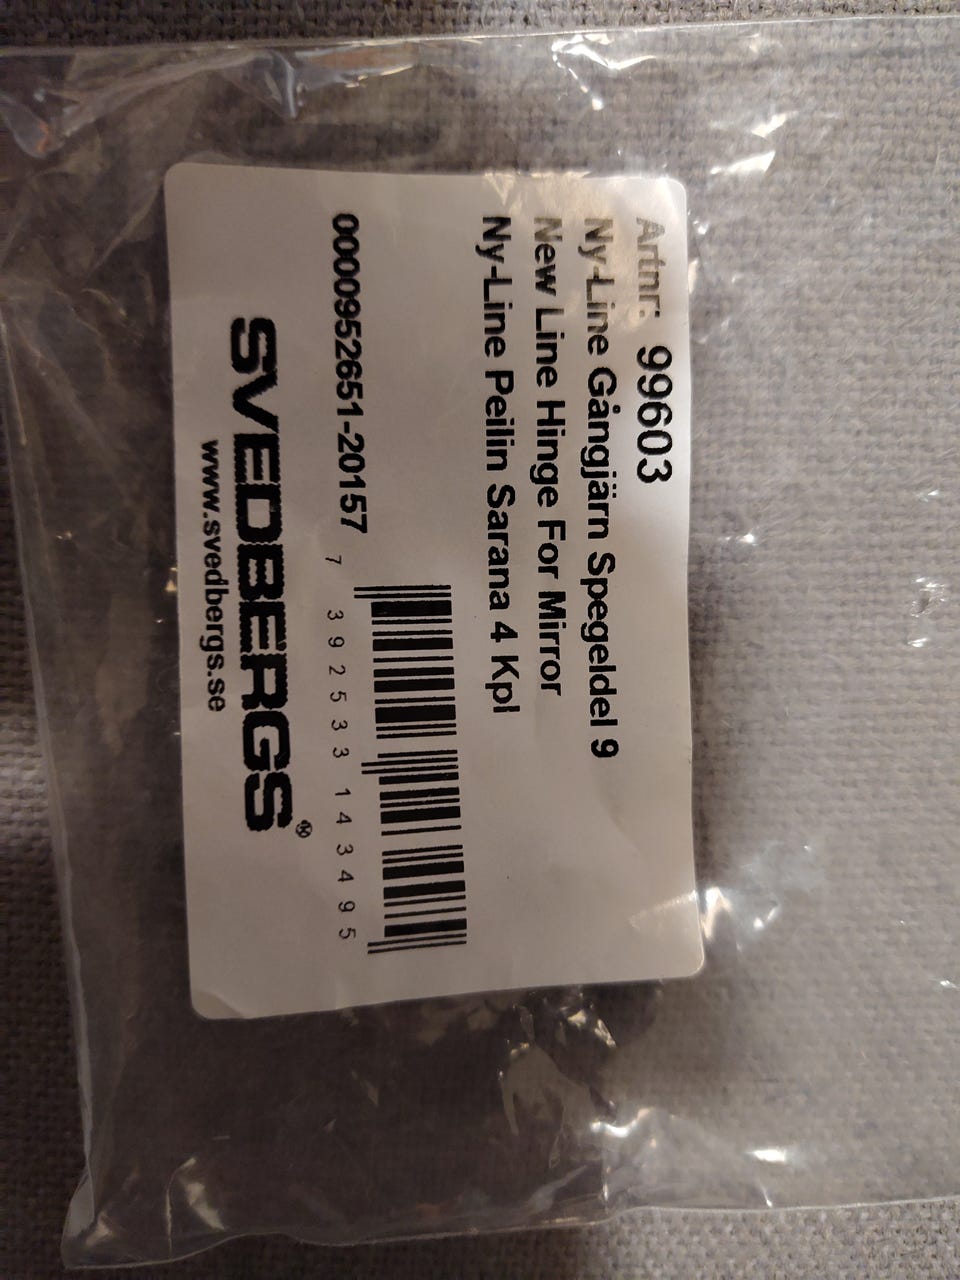 Artnr: 99603
Ny-Line Gångjärn Spegeldel 9
New Line Hinge For Mirror
Ny-Line Peilin Sarana 4 Kpl
0000952651-20157
7 392533 143495
SVEDBERGS®
www.svedbergs.se